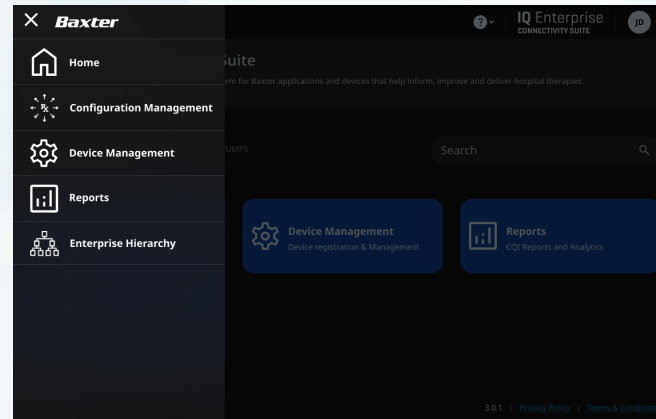 Baxter
IQ Enterprise
CONNECTIVITY SUITE
JD
Home
Configuration Management
Device Management
Reports
Enterprise Hierarchy
Suite
rm for Baxter applications and devices that help inform, improve and deliver hospital therapies.
UMPS
Search
Device Management
Device registration & Management
Reports
CQI Reports and Analytics
3.0.1 | Privacy Policy | Terms & Condition